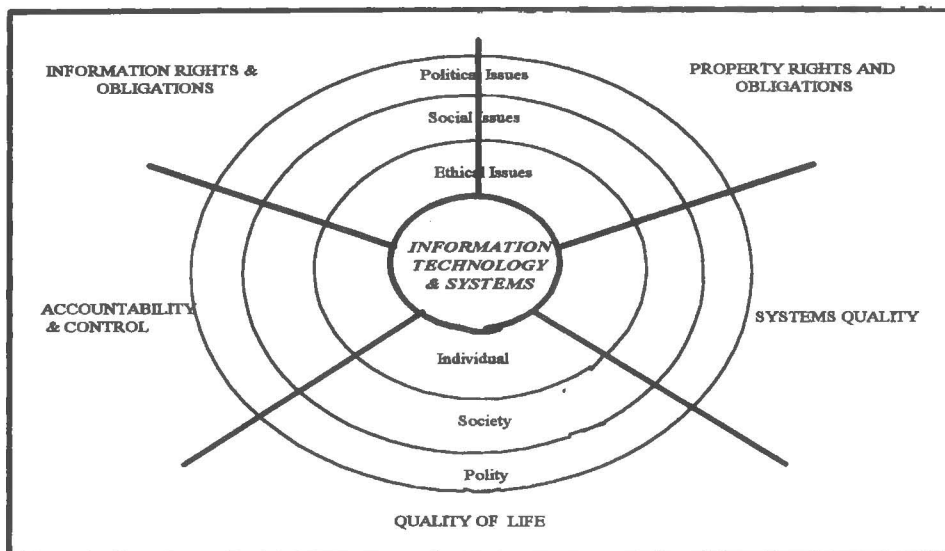 INFORMATION RIGHTS &
OBLIGATIONS
Political Issues
PROPERTY RIGHTS AND
OBLIGATIONS
Social Issues
Ethical Issues
INFORMATION
TECHNOLOGY
& SYSTEMS
ACCOUNTABILITY
& CONTROL
SYSTEMS QUALITY
Individual
Society
Polity
QUALITY OF LIFE